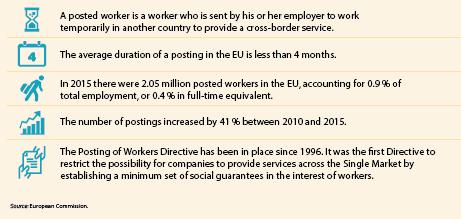 A posted worker is a worker who is sent by his or her employer to work
temporarily in another country to provide a cross-border service.
4
The average duration of a posting in the EU is less than 4 months.
In 2015 there were 2.05 million posted workers in the EU, accounting for 0.9 % of
total employment, or 0.4 % in full-time equivalent.
The number of postings increased by 41 % between 2010 and 2015.
The Posting of Workers Directive has been in place since 1996. It was the first Directive to
restrict the possibility for companies to provide services across the Single Market by
establishing a minimum set of social guarantees in the interest of workers.
Source: European Commission.